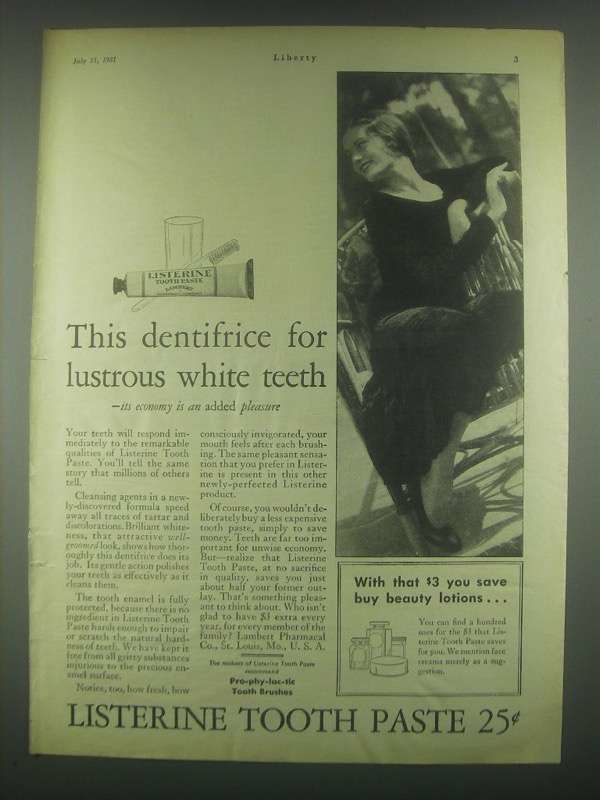 July 11, 1931
Liberty
3
LISTERINE
TOOTH PASTE
LAMBERT
This dentifrice for
lustrous white teeth
—its economy is an added pleasure
Your teeth will respond im-
mediately to the remarkable
qualities of Listerine Tooth
Paste. You'll tell the same
story that millions of others
tell.
Cleansing agents in a new-
ly-discovered formula speed
away all traces of tartar and
discolorations. Brilliant white-
ness, that attractive well-
groomed look, shows how thor-
oughly this dentifrice does its
job. Its gentle action polishes
your teeth as effectively as it
cleans them.
The tooth enamel is fully
protected, because there is no
ingredient in Listerine Tooth
Paste harsh enough to impair
or scratch the natural hard-
ness of teeth. We have kept it
free from all gritty substances
injurious to the precious en-
amel surface.
Notice, too, how fresh, how
consciously invigorated, your
mouth feels after each brush-
ing. The same pleasant sensa-
tion that you prefer in Lister-
ine is present in this other
newly-perfected Listerine
product.
Of course, you wouldn't de-
liberately buy a less expensive
tooth paste, simply to save
money. Teeth are far too im-
portant for unwise economy.
But—realize that Listerine
Tooth Paste, at no sacrifice
in quality, saves you just
about half your former out-
lay. That's something pleas-
ant to think about. Who isn't
glad to have $3 extra every
year, for every member of the
family? Lambert Pharmacal
Co., St. Louis, Mo., U. S. A.
The makers of Listerine Tooth Paste
recommend
Pro-phy-lac-tic
Tooth Brushes
With that $3 you save
buy beauty lotions . . .
You can find a hundred
uses for the $3 that Lis-
terine Tooth Paste saves
for you. We mention face
creams merely as a sug-
gestion.
LISTERINE TOOTH PASTE 25¢